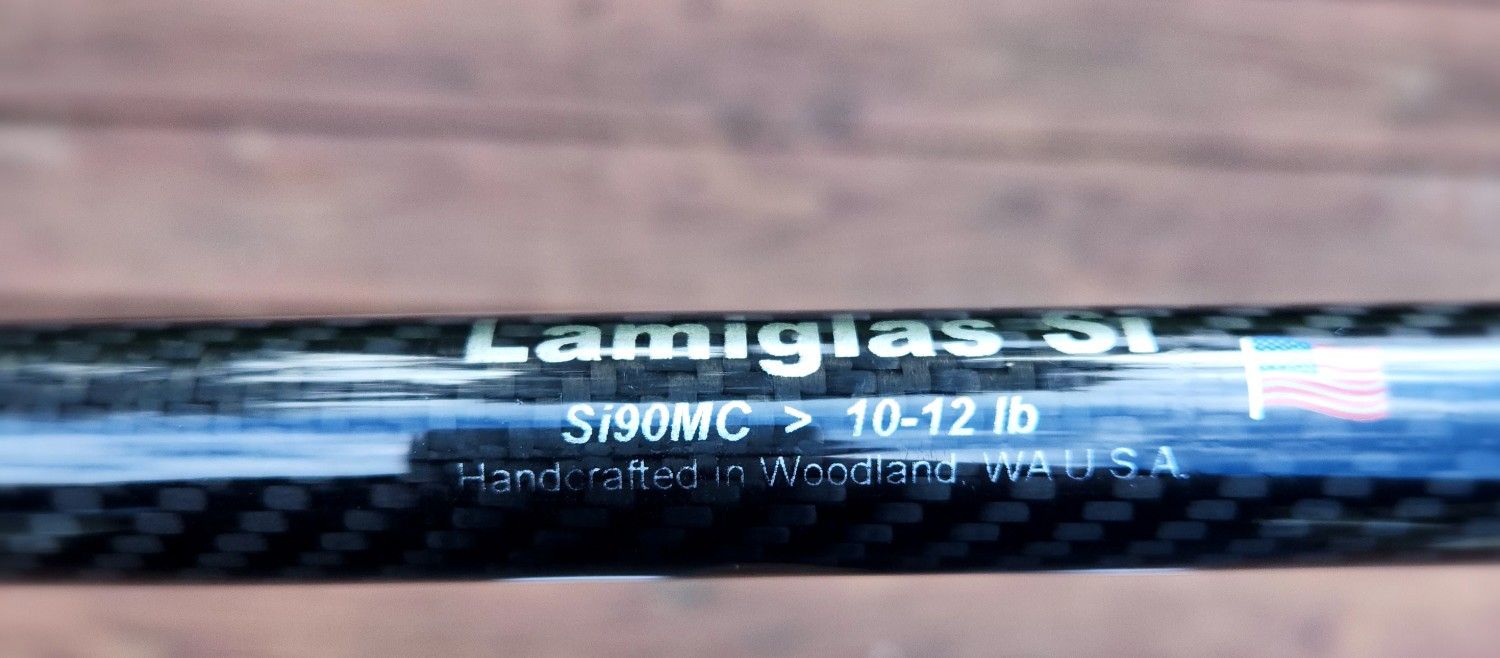 Lamiglas Si
Si90MC > 10-12 lb
Handcrafted in Woodland, WA U.S.A.